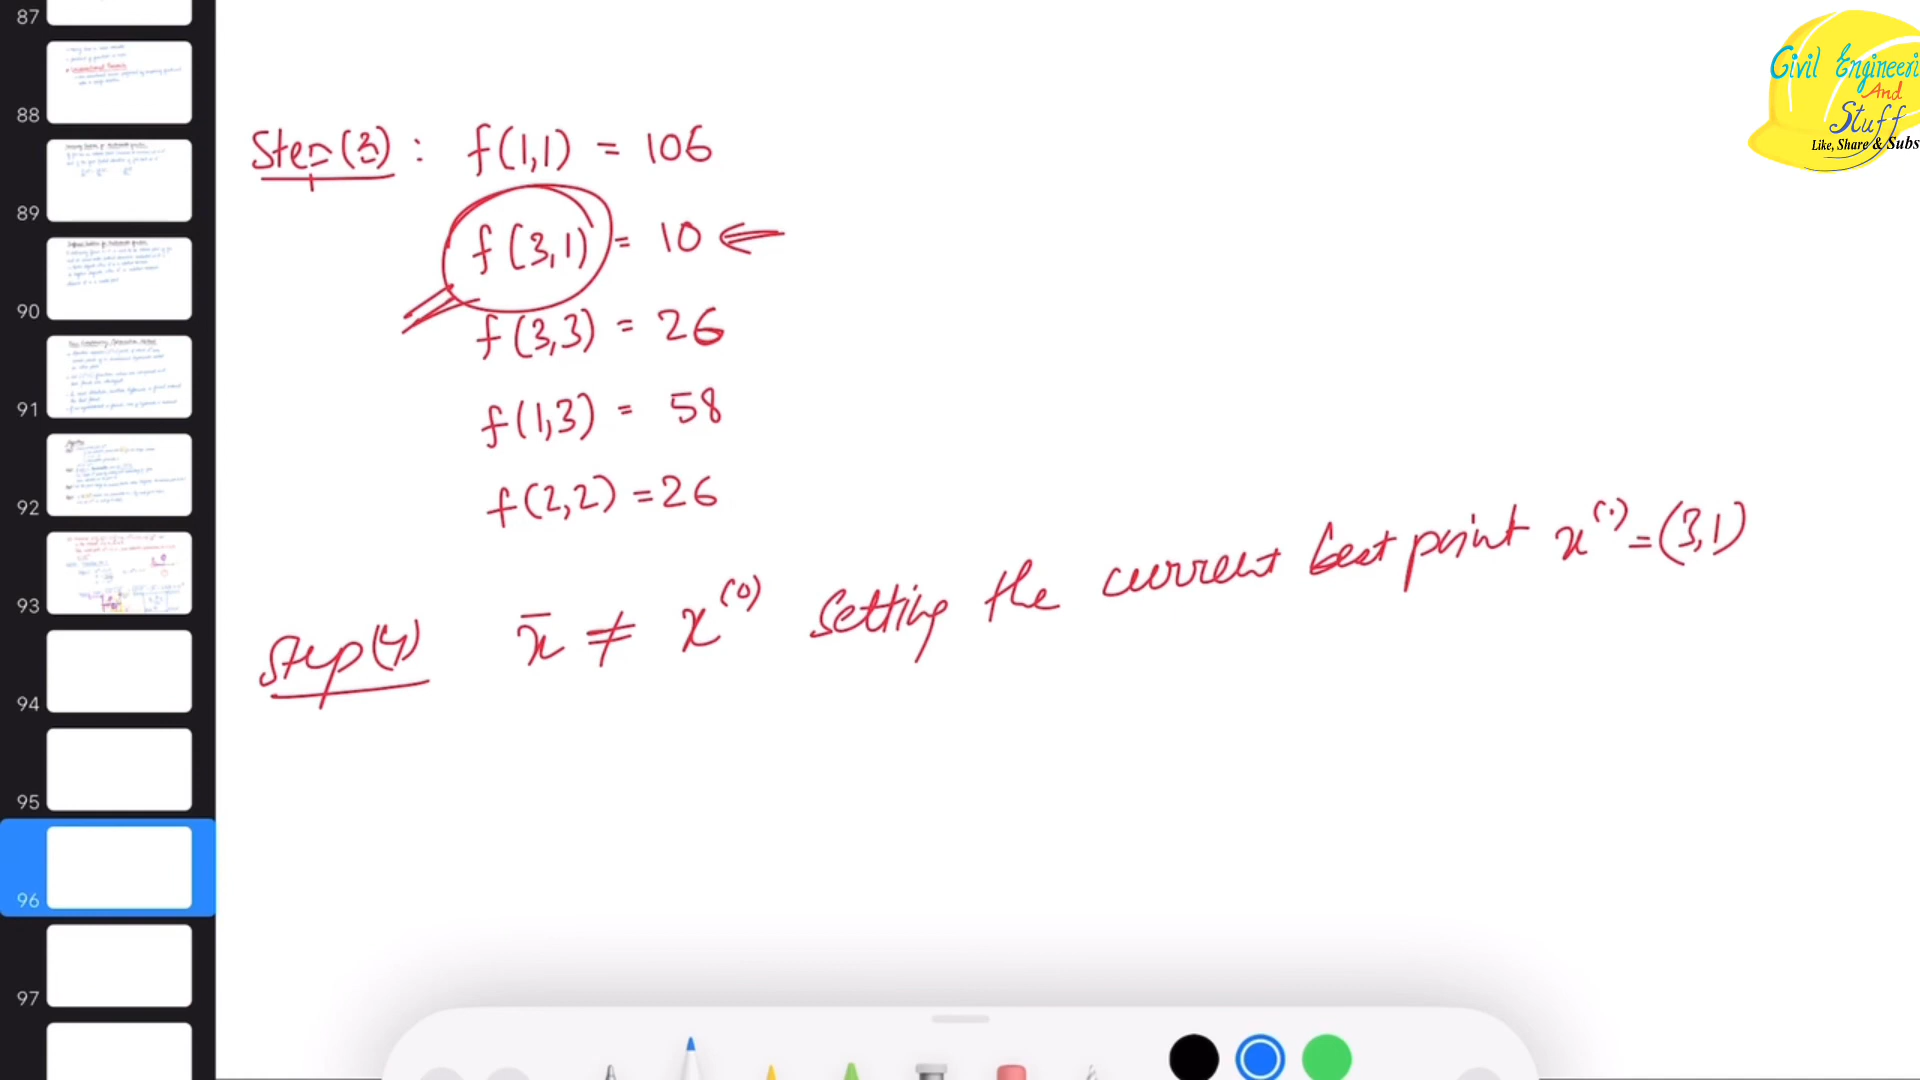 87
88
89
90
91
92
93
94
95
96
97
Civil Engineeri
And
Stuff
Like, Share & Subs
Step(3) : f(1,1) = 106
f(3,1) = 10
f(3,3) = 26
f(1,3) = 58
f(2,2) = 26
Step(4) x̄ ≠ x⁽⁰⁾ setting the current best point x⁽¹⁾ = (3,1)